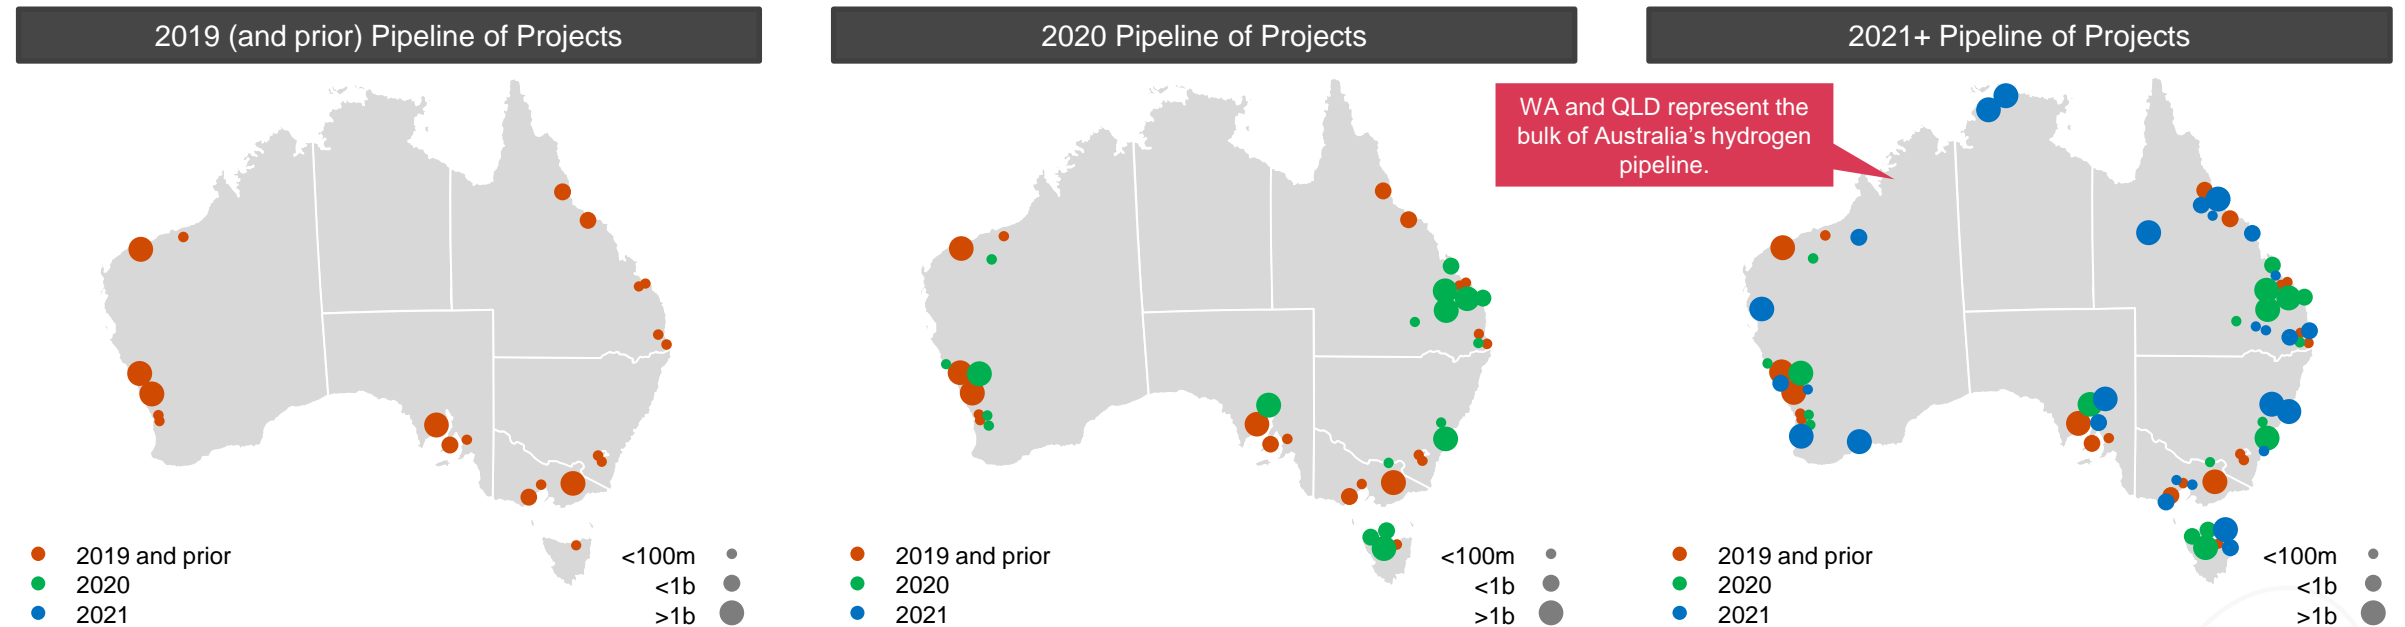 2019 (and prior) Pipeline of Projects
2019 and prior
2020
2021
<100m
<1b
>1b
2020 Pipeline of Projects
2019 and prior
2020
2021
<100m
<1b
>1b
2021+ Pipeline of Projects
WA and QLD represent the
bulk of Australia's hydrogen
pipeline.
2019 and prior
2020
2021
<100m
<1b
>1b